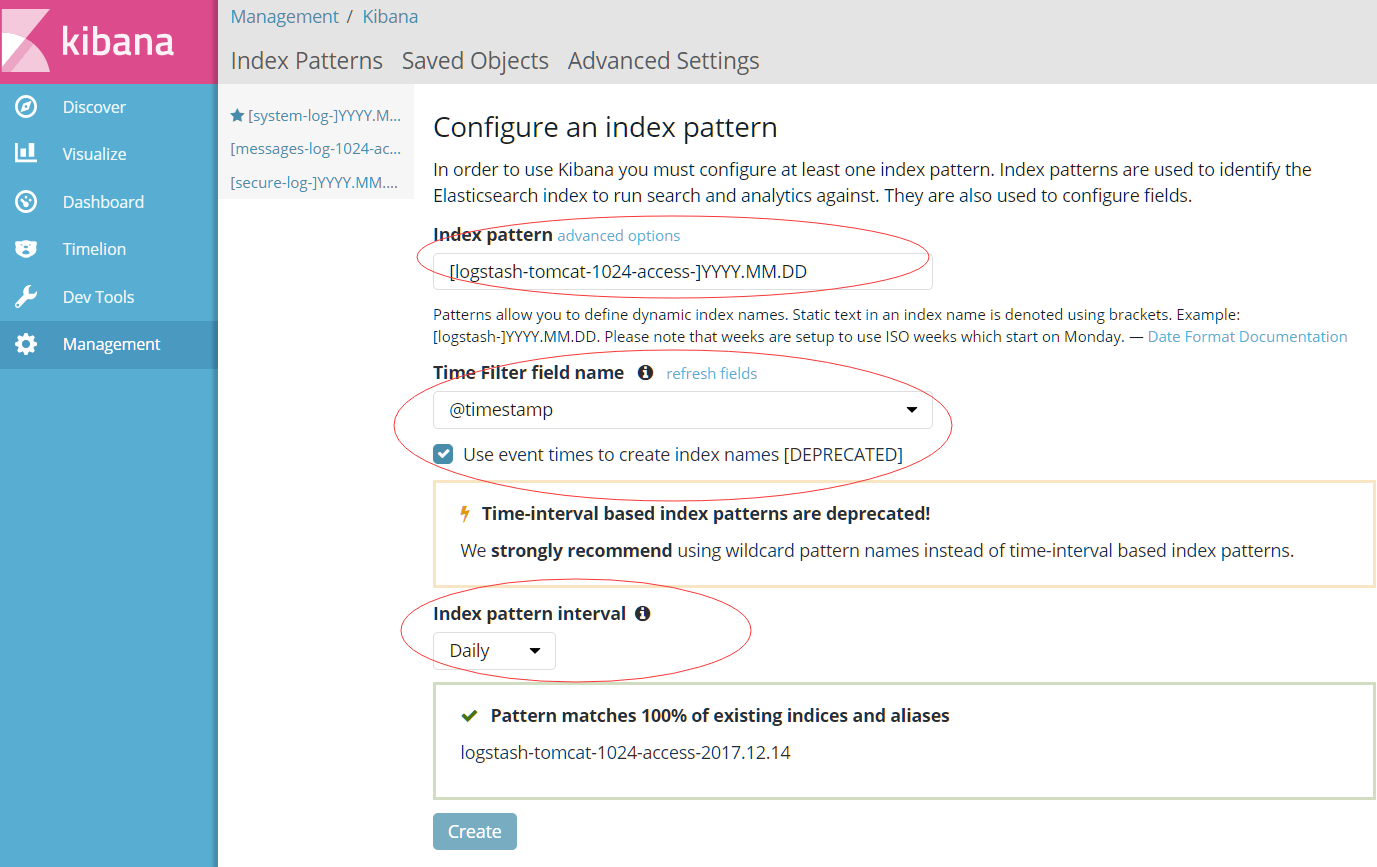 kibana
Discover
Visualize
Dashboard
Timelion
Dev Tools
Management
Management / Kibana
Index Patterns Saved Objects Advanced Settings
[system-log-]YYYY.M...
[messages-log-1024-ac...
[secure-log-]YYYY.MM....
Configure an index pattern
In order to use Kibana you must configure at least one index pattern. Index patterns are used to identify the
Elasticsearch index to run search and analytics against. They are also used to configure fields.
Index pattern advanced options
[logstash-tomcat-1024-access-]YYYY.MM.DD
Patterns allow you to define dynamic index names. Static text in an index name is denoted using brackets. Example:
[logstash-]YYYY.MM.DD. Please note that weeks are setup to use ISO weeks which start on Monday. — Date Format Documentation
Time Filter field name refresh fields
@timestamp
Use event times to create index names [DEPRECATED]
Time-interval based index patterns are deprecated!
We strongly recommend using wildcard pattern names instead of time-interval based index patterns.
Index pattern interval
Daily
Pattern matches 100% of existing indices and aliases
logstash-tomcat-1024-access-2017.12.14
Create